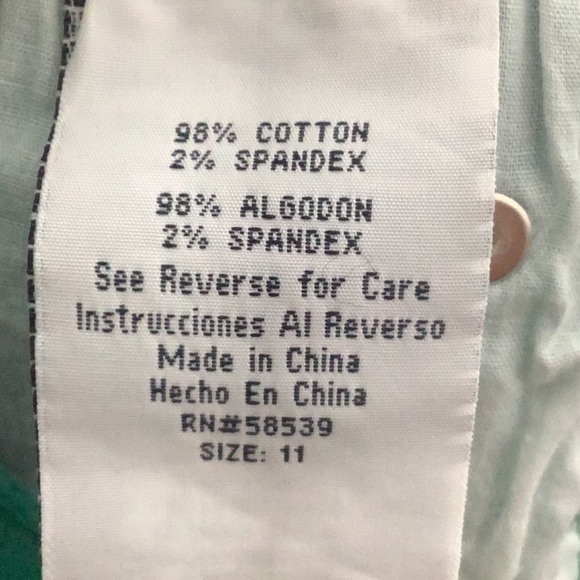 98% COTTON
2% SPANDEX
98% ALGODON
2% SPANDEX
See Reverse for Care
Instrucciones Al Reverso
Made in China
Hecho En China
RN#58539
SIZE: 11